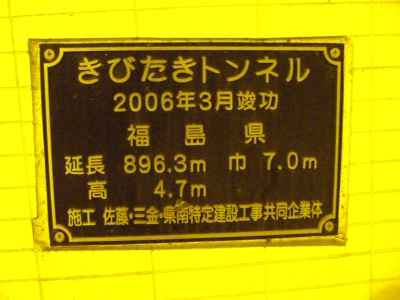 きびたきトンネル
2006年3月竣功
福島県
延長 896.3m 巾 7.0m
高 4.7m
施工 佐藤・三金・県南特定建設工事共同企業体